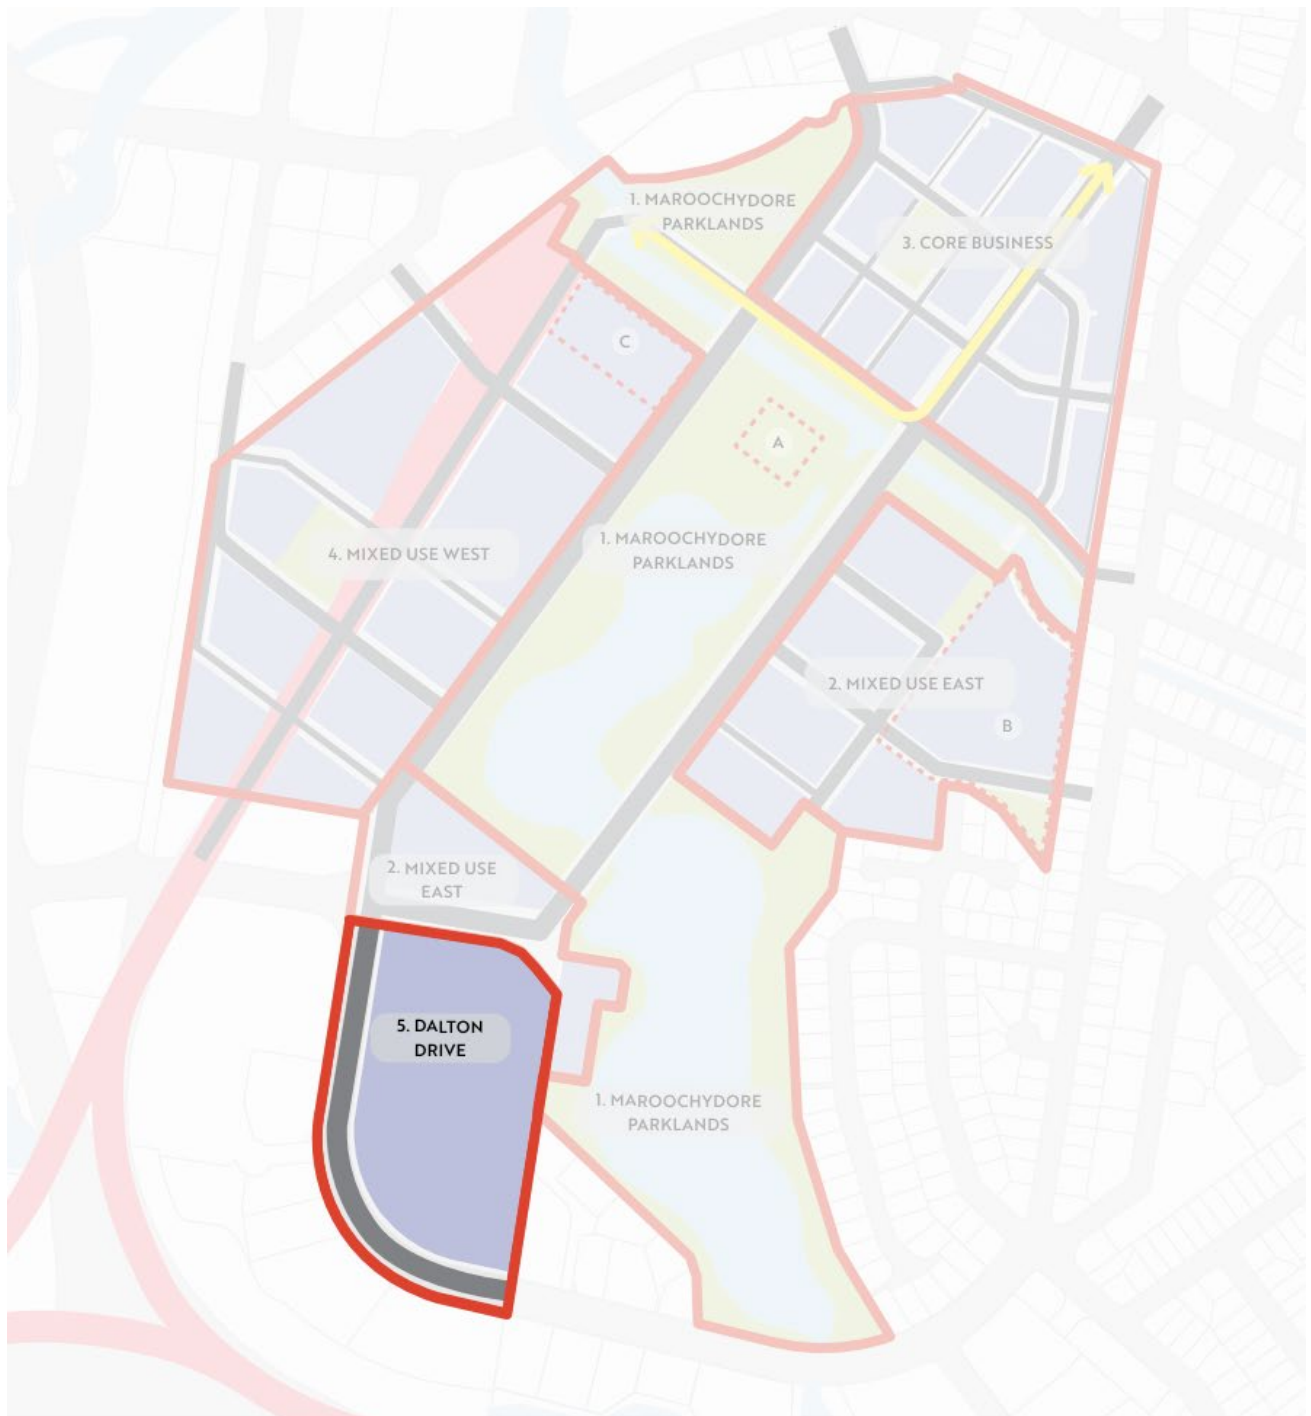 1. MAROOCHYDORE
PARKLANDS
3. CORE BUSINESS
C
A
1. MAROOCHYDORE
PARKLANDS
4. MIXED USE WEST
2. MIXED USE EAST
B
2. MIXED USE
EAST
5. DALTON
DRIVE
1. MAROOCHYDORE
PARKLANDS